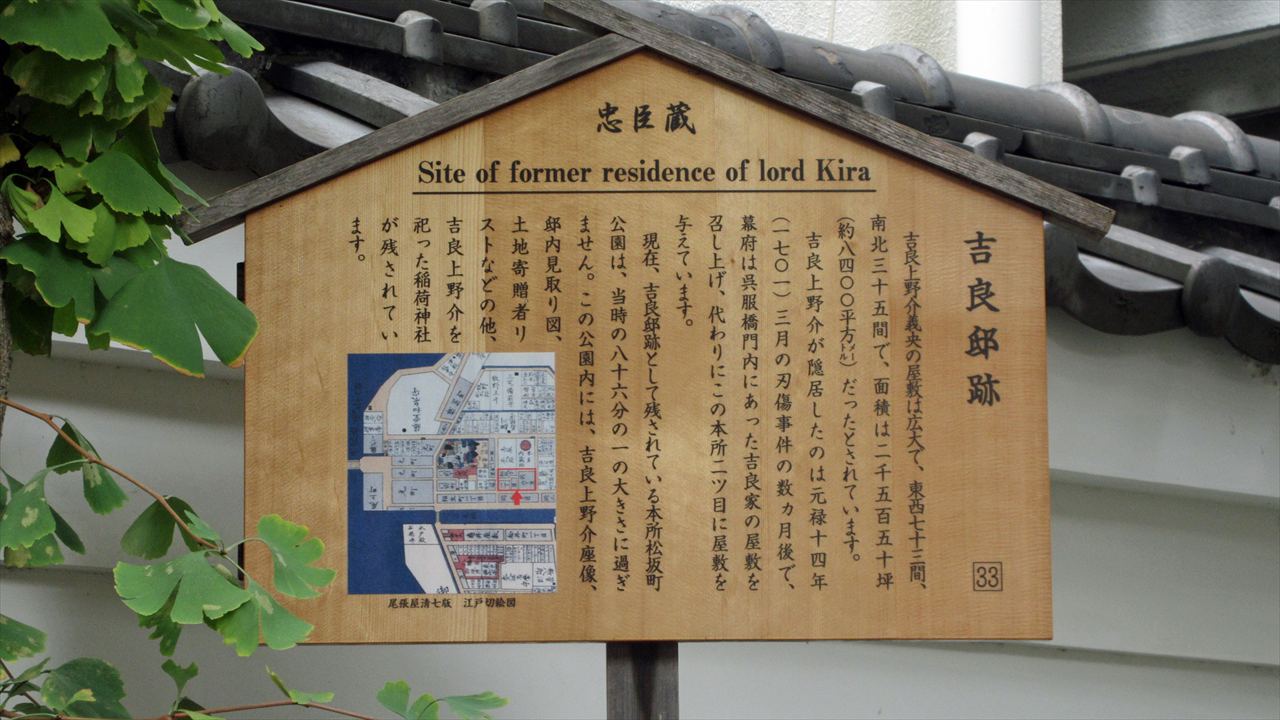 忠臣蔵
Site of former residence of lord Kira
吉良邸跡
吉良上野介義央の屋敷は広大で、東西七十三間、
南北三十五間で、面積は二千五百五十坪
(約八四〇〇平方㍍)だったとされています。
吉良上野介が隠居したのは元禄十四年
(一七〇一)三月の刃傷事件の数ヵ月後で、
幕府は呉服橋門内にあった吉良家の屋敷を
召し上げ、代わりにこの本所二ツ目に屋敷を
与えています。
現在、吉良邸跡として残されている本所松坂町
公園は、当時の八十六分の一の大きさに過ぎ
ません。この公園内には、吉良上野介座像、
邸内見取り図、
土地寄贈者リ
ストなどの他、
吉良上野介を
祀った稲荷神社
が残されてい
ます。
33
尾張屋清七版 江戸切絵図